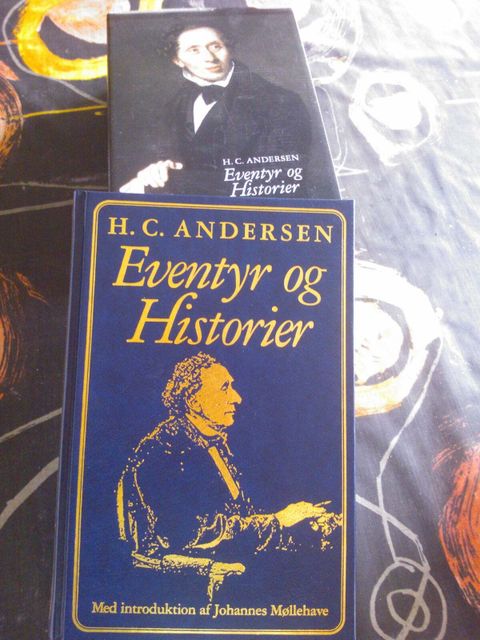 H. C. ANDERSEN
Eventyr og
Historier
H. C. ANDERSEN
Eventyr og
Historier
Med introduktion af Johannes Møllehave